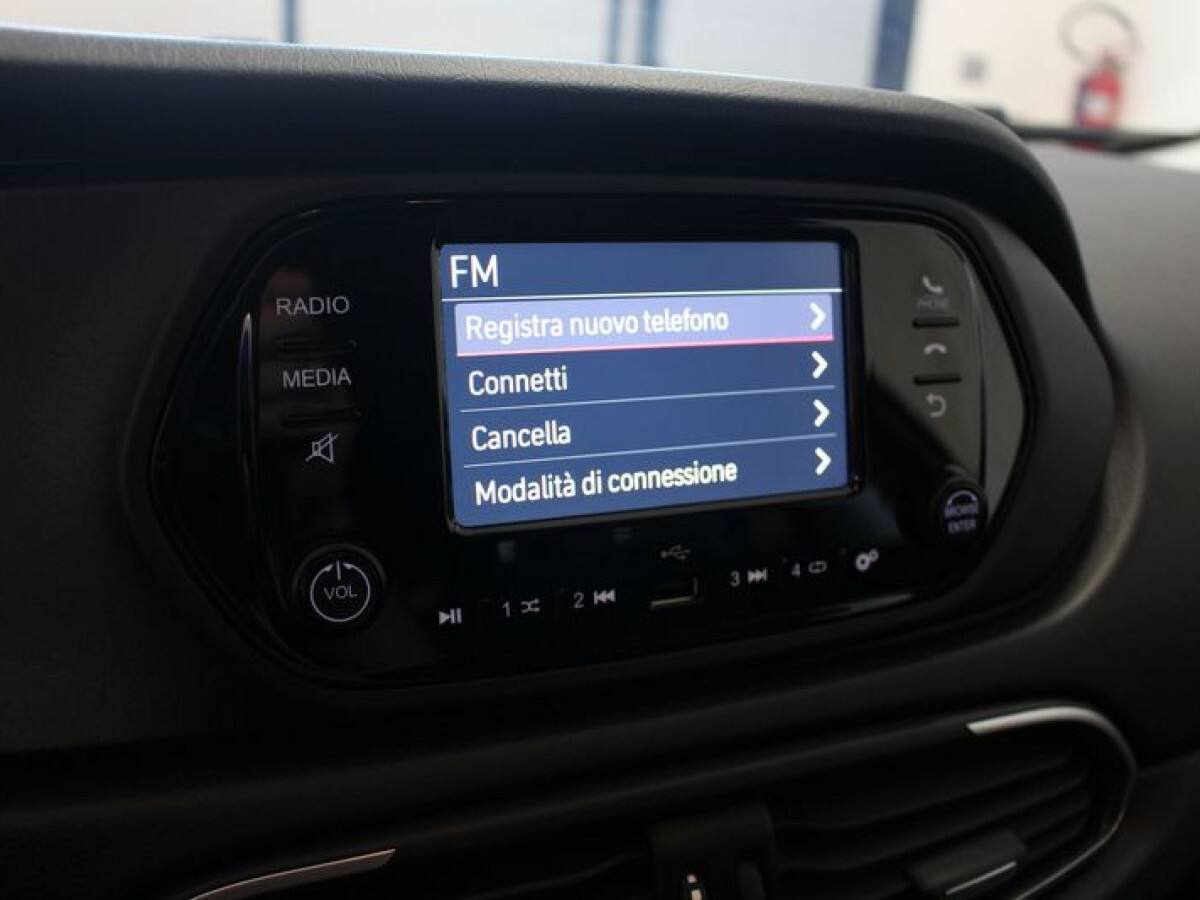 FM
Registra nuovo telefono
Connetti
Cancella
Modalità di connessione
RADIO
MEDIA
VOL
PHONE
BROWSE
ENTER
1
2
3
4